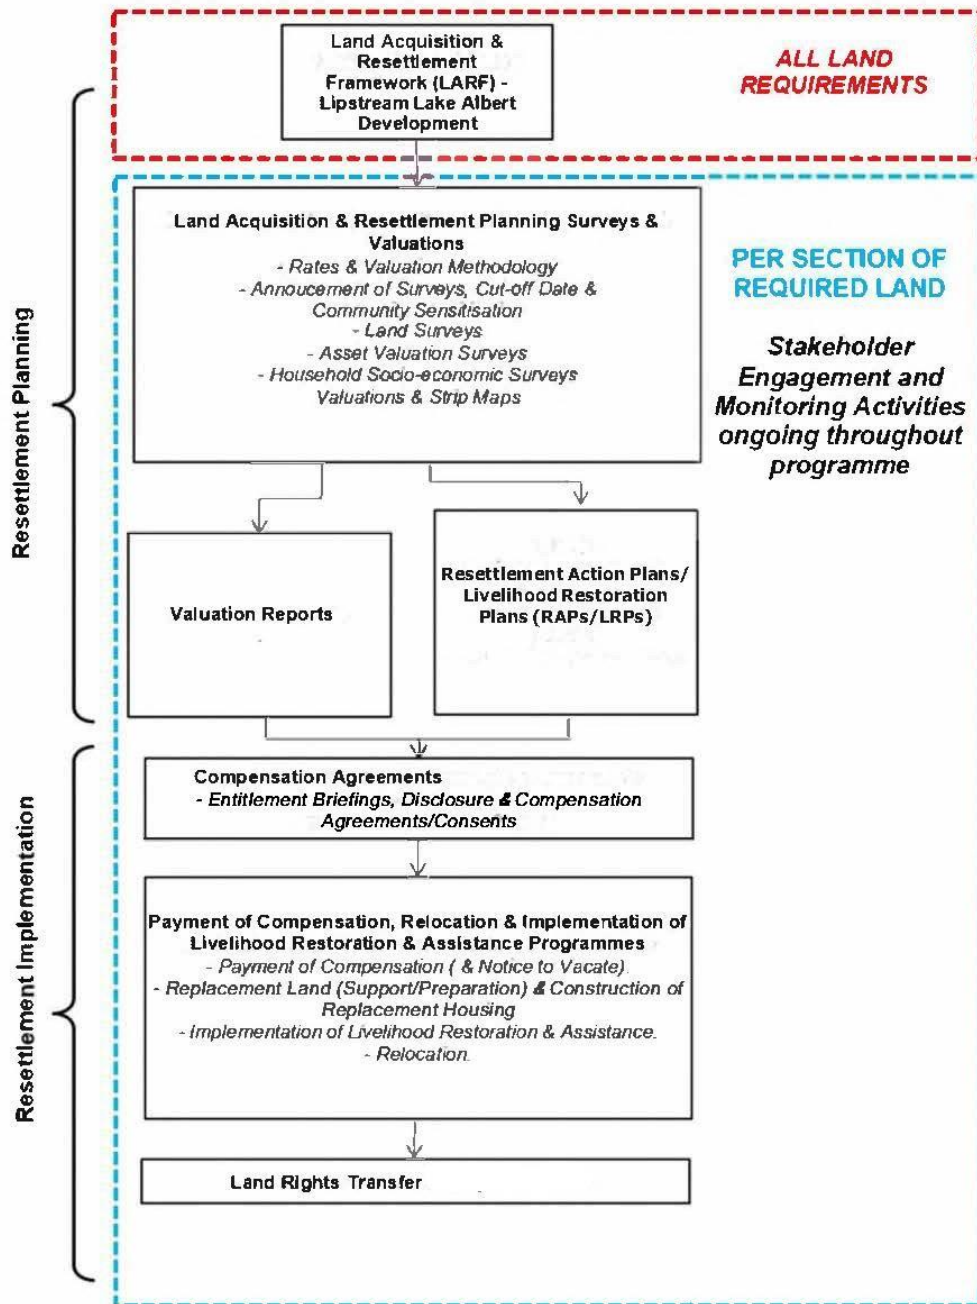 Land Acquisition &
Resettlement
Framework (LARF) -
Lipstream Lake Albert
Development
ALL LAND
REQUIREMENTS
Resettlement Planning
Land Acquisition & Resettlement Planning Surveys &
Valuations
- Rates & Valuation Methodology
- Annoucement of Surveys, Cut-off Date &
Community Sensitisation
- Land Surveys
- Asset Valuation Surveys
- Household Socio-economic Surveys
Valuations & Strip Maps
PER SECTION OF
REQUIRED LAND
Stakeholder
Engagement and
Monitoring Activities
ongoing throughout
programme
Valuation Reports
Resettlement Action Plans/
Livelihood Restoration
Plans (RAPs/LRPs)
Resettlement Implementation
Compensation Agreements
- Entitlement Briefings, Disclosure & Compensation
Agreements/Consents
Payment of Compensation, Relocation & Implementation of
Livelihood Restoration & Assistance Programmes
- Payment of Compensation ( & Notice to Vacate)
- Replacement Land (Support/Preparation) & Construction of
Replacement Housing
- Implementation of Livelihood Restoration & Assistance.
- Relocation.
Land Rights Transfer